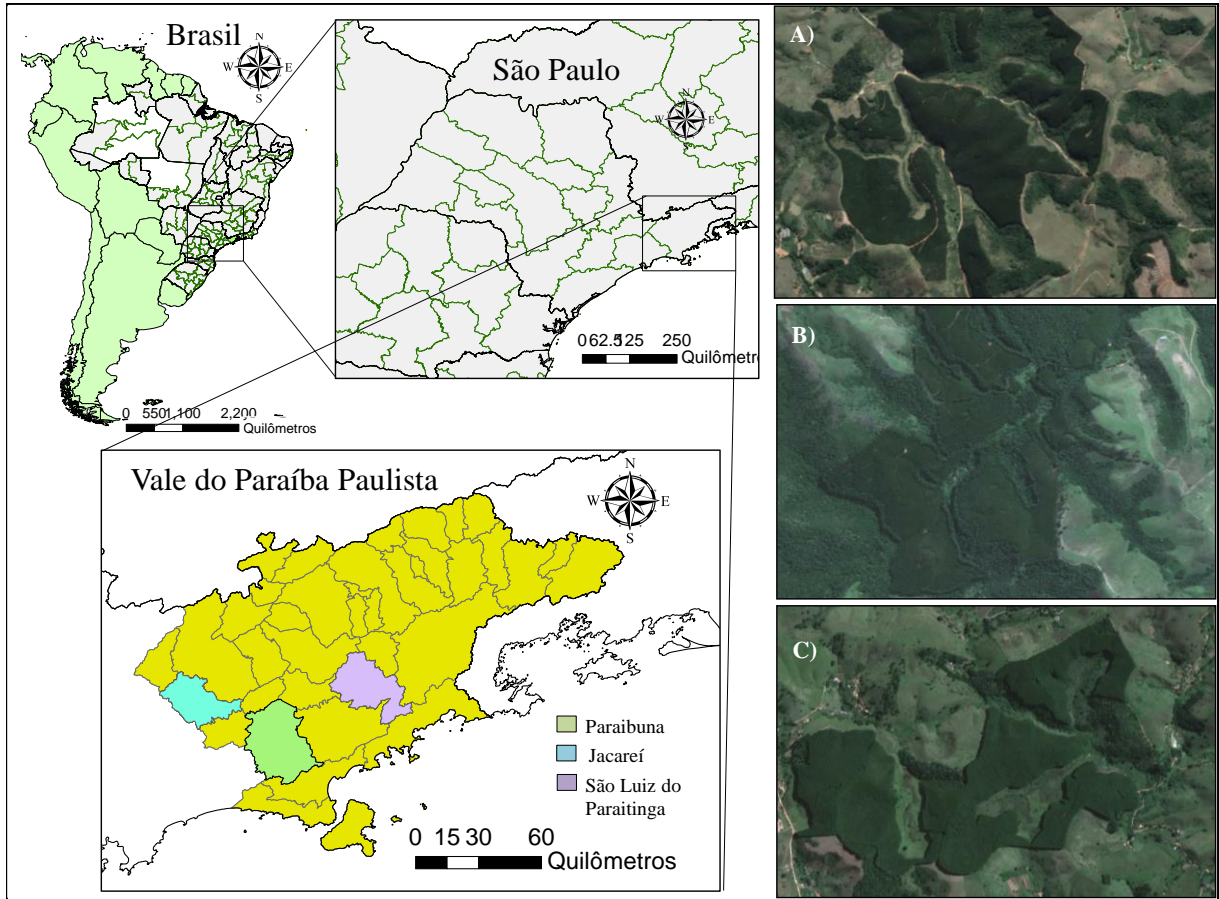 Brasil
N
W E
S
0 550 1,100 2,200
Quilômetros
São Paulo
N
W E
S
0 62.5 125 250
Quilômetr
Vale do Paraíba Paulista
N
W E
S
Paraibuna
Jacareí
São Luiz do
Paraitinga
0 15 30 60
Quilômetros
A)
B)
C)